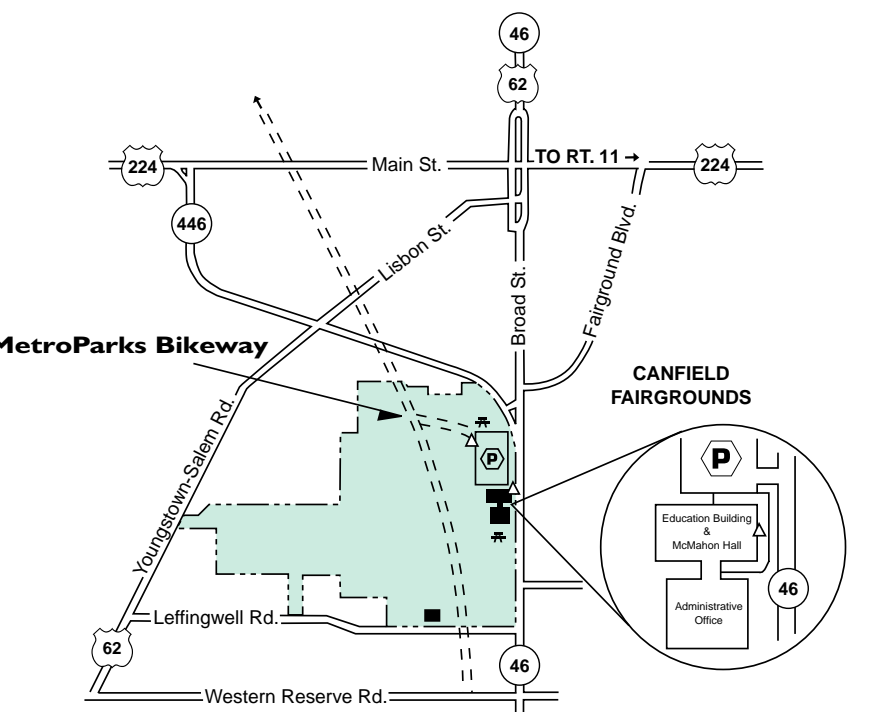 46
62
TO RT. 11
224
Main St.
224
446
Lisbon St.
Broad St.
Fairground Blvd.
MetroParks Bikeway
CANFIELD
FAIRGROUNDS
P
P
Youngstown-Salem Rd.
Education Building
&
McMahon Hall
46
Administrative
Office
Leffingwell Rd.
62
46
Western Reserve Rd.